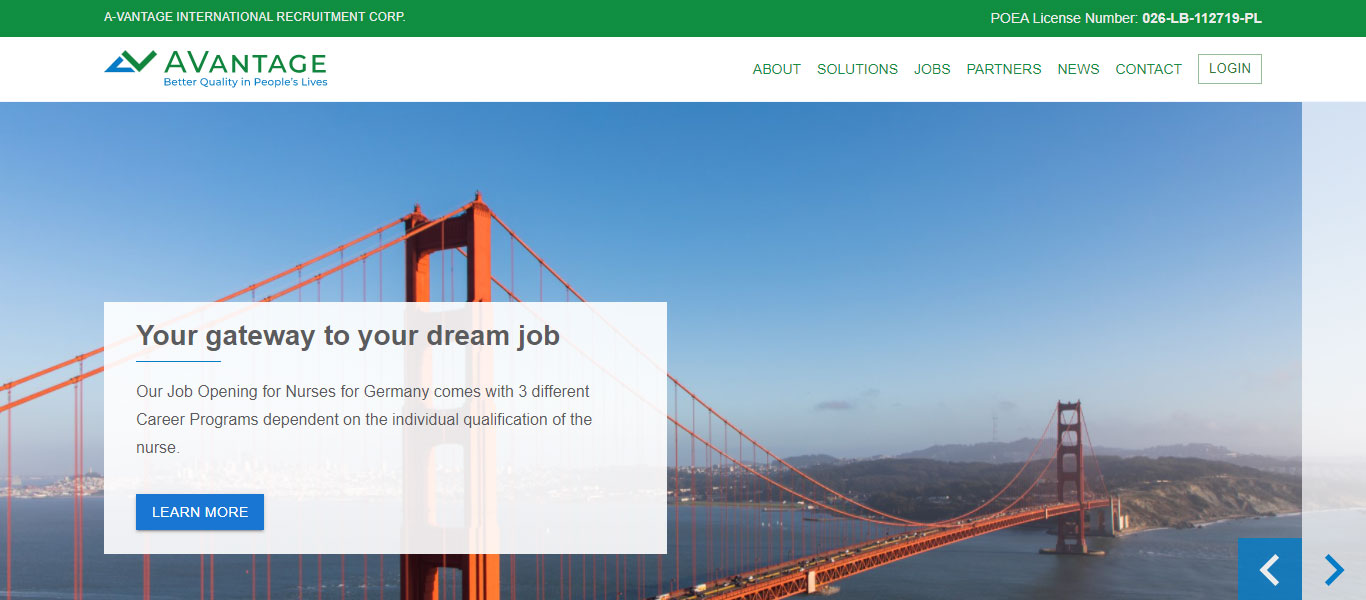 A-VANTAGE INTERNATIONAL RECRUITMENT CORP.
POEA License Number: 026-LB-112719-PL
AVANTAGE
Better Quality in People's Lives
ABOUT
SOLUTIONS
JOBS
PARTNERS
NEWS
CONTACT
LOGIN
Your gateway to your dream job
Our Job Opening for Nurses for Germany comes with 3 different
Career Programs dependent on the individual qualification of the
nurse.
LEARN MORE